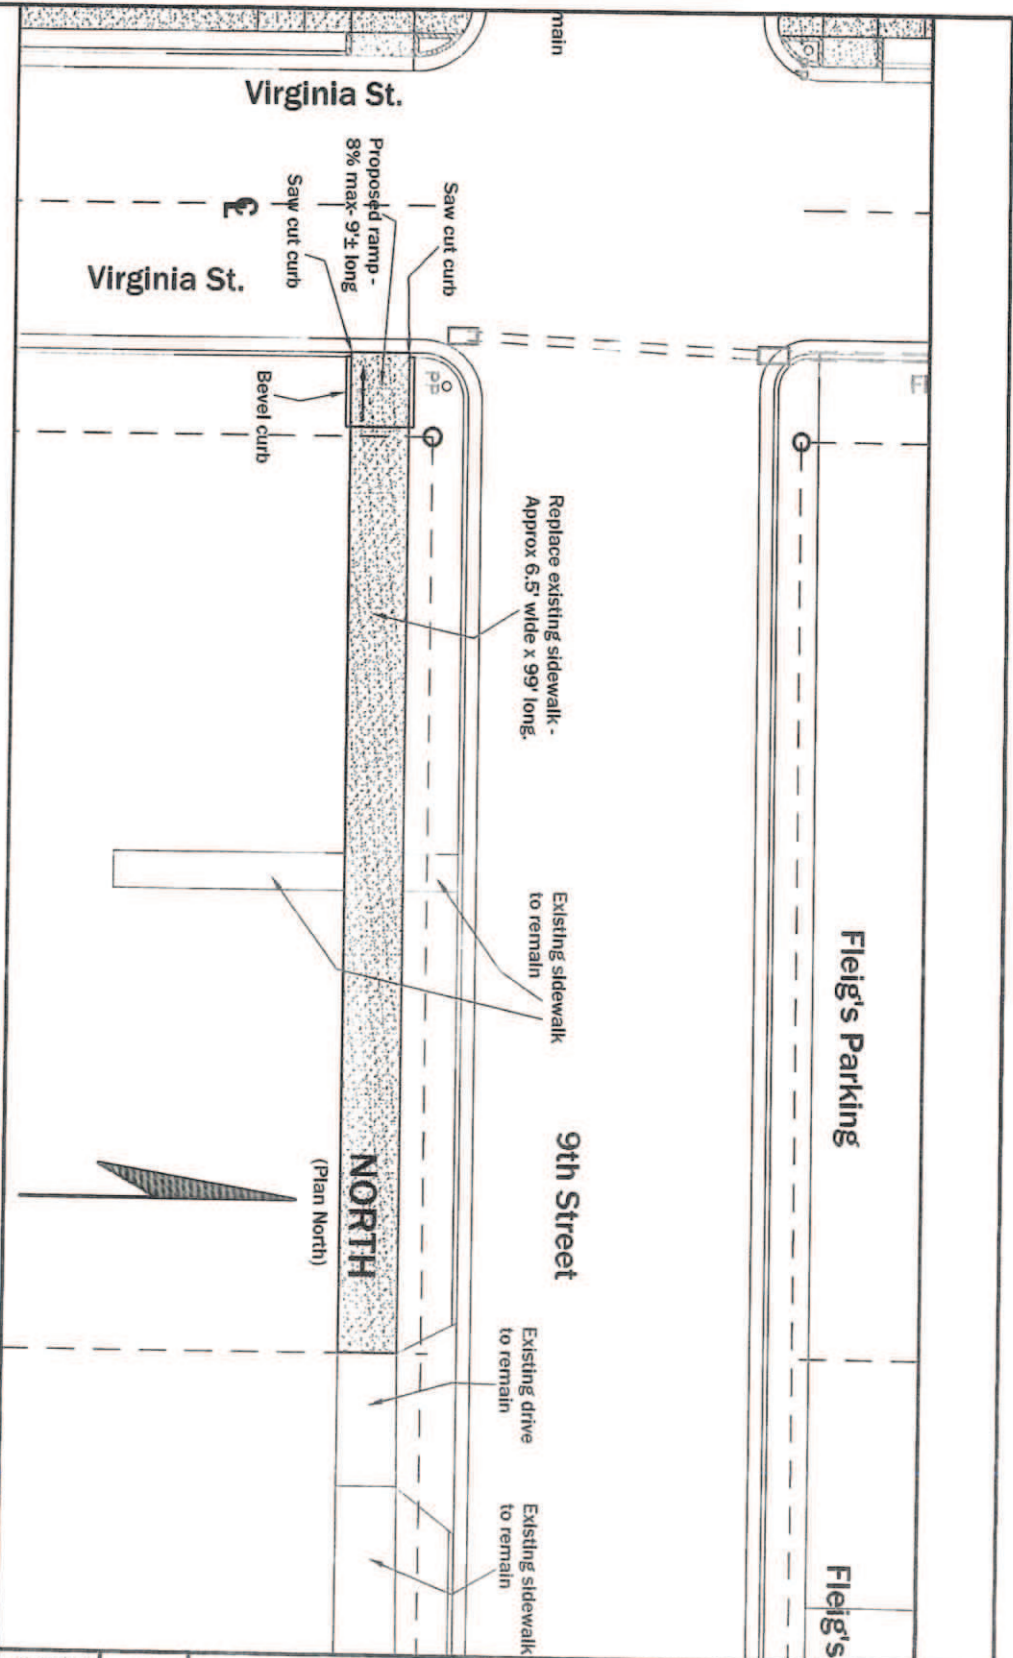 main
Virginia St.
Proposed ramp -
8% max- 9'± long
Saw cut curb
Saw cut curb
℄
Virginia St.
Bevel curb
PP
PP
Replace existing sidewalk -
Approx 6.5' wide x 99' long.
Existing sidewalk
to remain
Fleig's Parking
9th Street
NORTH
(Plan North)
Existing drive
to remain
Existing sidewalk
to remain
Fleig's